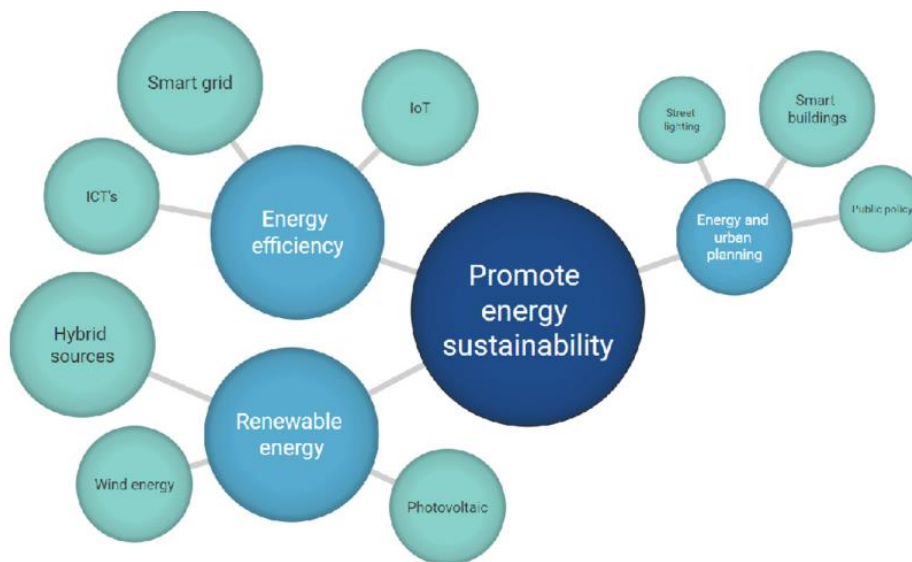 Smart grid
IoT
ICT's
Energy
efficiency
Street
lighting
Smart
buildings
Public policy
Energy and
urban
planning
Promote
energy
sustainability
Hybrid
sources
Renewable
energy
Wind energy
Photovoltaic